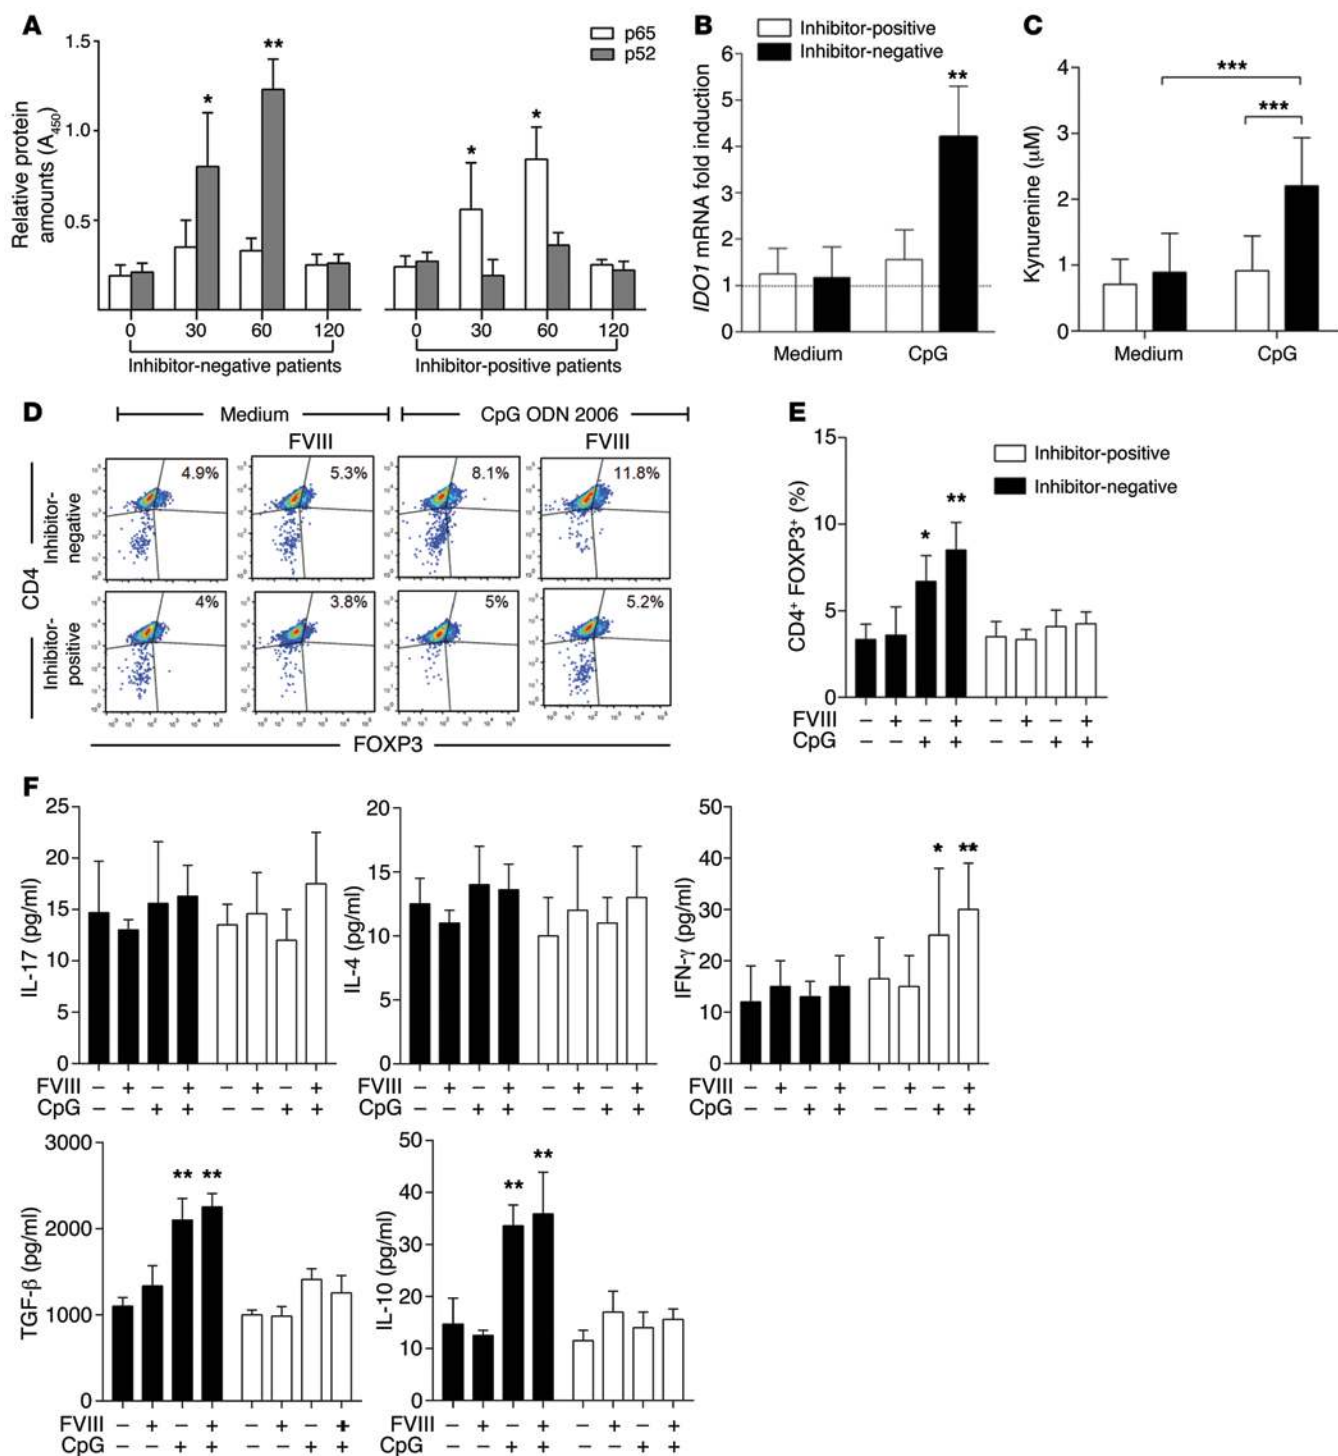 A
p65
p52
Relative protein
amounts (A450)
1.5
1.0
0.5
*
**
*
*
0 30 60 120 0 30 60 120
Inhibitor-negative patients Inhibitor-positive patients
B
Inhibitor-positive
Inhibitor-negative
IDO1 mRNA fold induction
6
5
4
3
2
1
0
**
Medium CpG
C
Kynurenine (µM)
4
3
2
1
0
***
***
Medium CpG
D
Medium CpG ODN 2006
FVIII FVIII
CD4
Inhibitor-
negative
4.9% 5.3% 8.1% 11.8%
Inhibitor-
positive
4% 3.8% 5% 5.2%
FOXP3
E
Inhibitor-positive
Inhibitor-negative
CD4+ FOXP3+ (%)
15
10
5
0
* **
FVIII – + – + – + – +
CpG – – + + – – + +
F
IL-17 (pg/ml)
25
20
15
10
5
0
FVIII – + – + – + – +
CpG – – + + – – + +
IL-4 (pg/ml)
20
15
10
5
0
– + – + – + – +
– – + + – – + +
IFN-γ (pg/ml)
50
40
30
20
10
0
* **
FVIII – + – + – + – +
CpG – – + + – – + +
TGF-β (pg/ml)
3000
2000
1000
0
** **
FVIII – + – + – + – +
CpG – – + + – – + +
IL-10 (pg/ml)
50
40
30
20
10
0
** **
FVIII – + – + – + – +
CpG – – + + – – + +